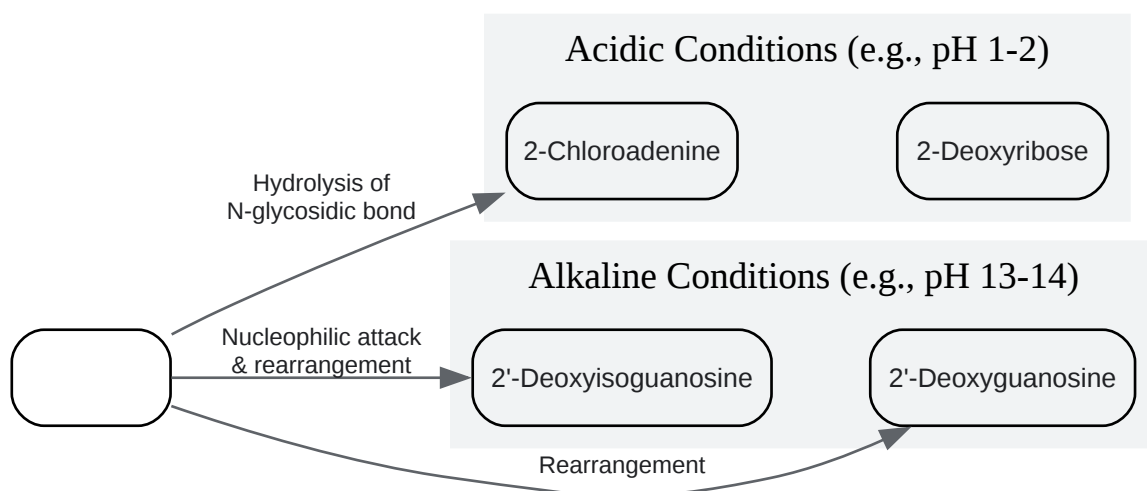 Acidic Conditions (e.g., pH 1-2)
2-Chloroadenine
2-Deoxyribose
Hydrolysis of
N-glycosidic bond
Alkaline Conditions (e.g., pH 13-14)
Nucleophilic attack
& rearrangement
2'-Deoxyisoguanosine
2'-Deoxyguanosine
Rearrangement